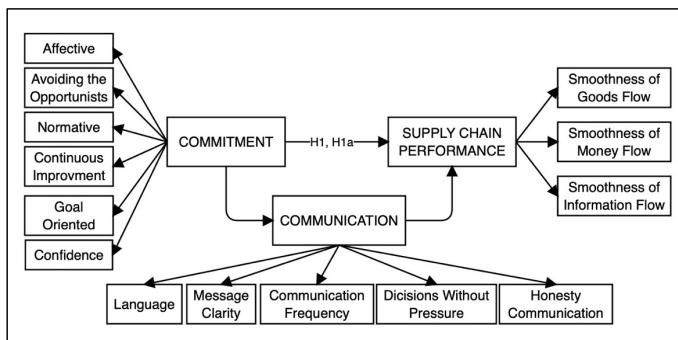 Affective
Avoiding the
Opportunists
Normative
Continuous
Improvment
Goal
Oriented
Confidence
COMMITMENT
H1, H1a
SUPPLY CHAIN
PERFORMANCE
COMMUNICATION
Smoothness of
Goods Flow
Smoothness of
Money Flow
Smoothness of
Information Flow
Language
Message
Clarity
Communication
Frequency
Dicisions Without
Pressure
Honesty
Communication